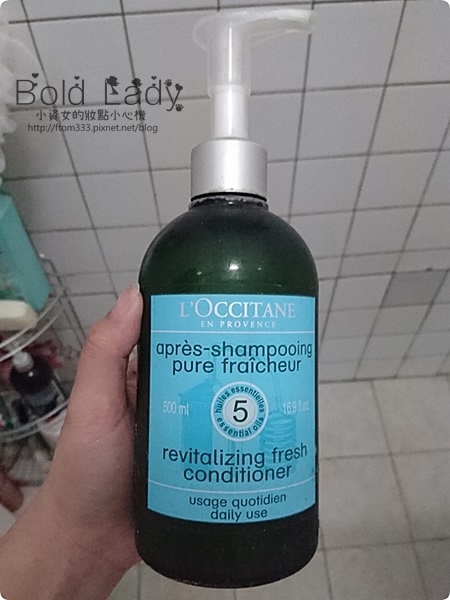 Bold Lady
小資女的妝點小心機
http://ftom333.pixnet.net/blog
L'OCCITANE
EN PROVENCE
après-shampooing
pure fraîcheur
500 ml
huiles essentielles
5
essential oils
16.9 fl.oz
revitalizing fresh
conditioner
usage quotidien
daily use